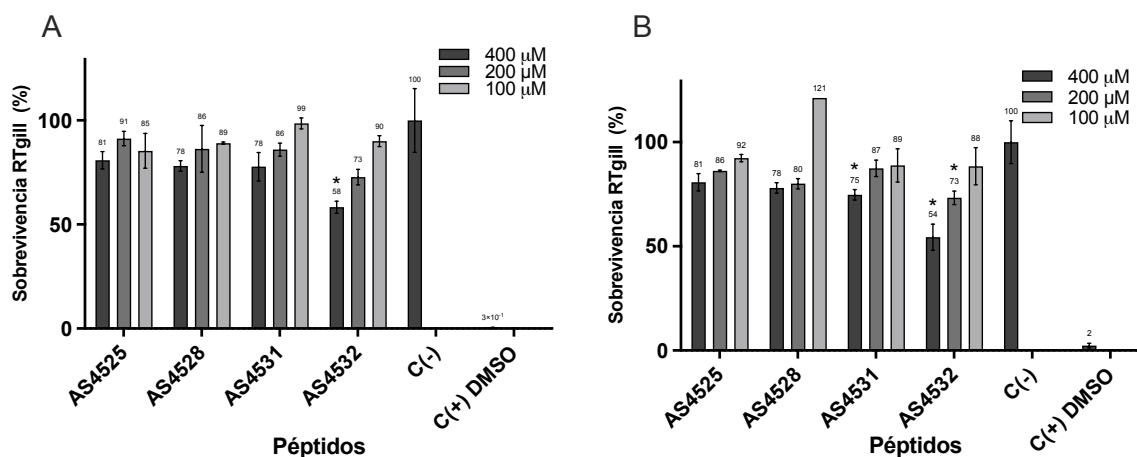 A
400 μM
200 μM
100 μM
Sobrevivencia RTgill (%)
100
50
0
81
91
85
78
86
89
78
86
99
*
58
73
90
100
3×10⁻¹
AS4525
AS4528
AS4531
AS4532
C(-)
C(+) DMSO
Péptidos
B
400 μM
200 μM
100 μM
Sobrevivencia RTgill (%)
100
50
0
81
86
92
78
80
121
*
75
87
89
*
54
*
73
88
100
2
AS4525
AS4528
AS4531
AS4532
C(-)
C(+) DMSO
Péptidos